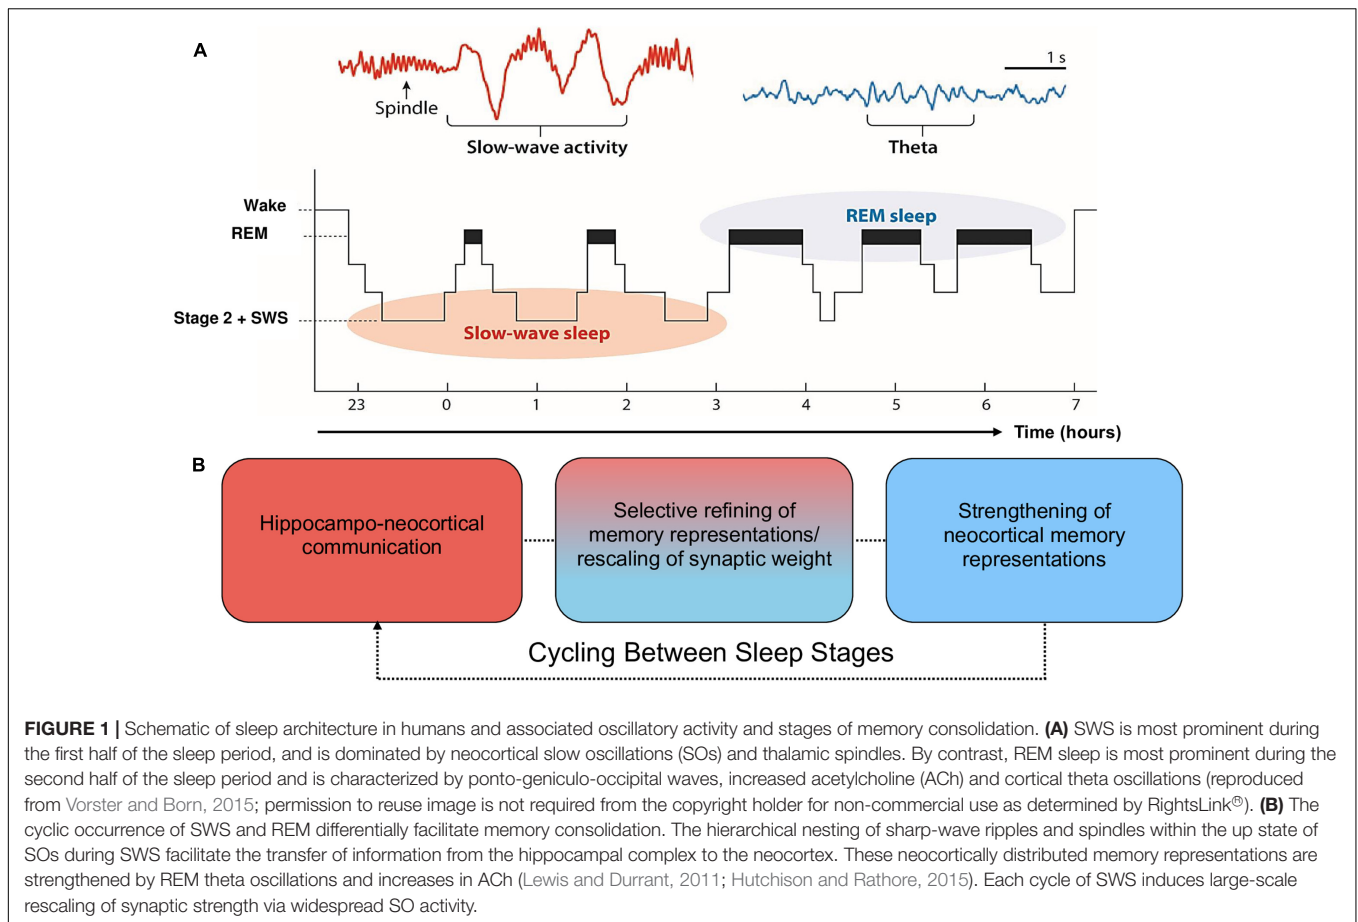 A
1 s
Spindle
Slow-wave activity
Theta
Wake
REM sleep
REM
Stage 2 + SWS
Slow-wave sleep
23 0 1 2 3 4 5 6 7
Time (hours)
B
Hippocampo-neocortical
communication
Selective refining of
memory representations/
rescaling of synaptic weight
Strengthening of
neocortical memory
representations
Cycling Between Sleep Stages
FIGURE 1 | Schematic of sleep architecture in humans and associated oscillatory activity and stages of memory consolidation. (A) SWS is most prominent during
the first half of the sleep period, and is dominated by neocortical slow oscillations (SOs) and thalamic spindles. By contrast, REM sleep is most prominent during the
second half of the sleep period and is characterized by ponto-geniculo-occipital waves, increased acetylcholine (ACh) and cortical theta oscillations (reproduced
from Vorster and Born, 2015; permission to reuse image is not required from the copyright holder for non-commercial use as determined by RightsLink®). (B) The
cyclic occurrence of SWS and REM differentially facilitate memory consolidation. The hierarchical nesting of sharp-wave ripples and spindles within the up state of
SOs during SWS facilitate the transfer of information from the hippocampal complex to the neocortex. These neocortically distributed memory representations are
strengthened by REM theta oscillations and increases in ACh (Lewis and Durrant, 2011; Hutchison and Rathore, 2015). Each cycle of SWS induces large-scale
rescaling of synaptic strength via widespread SO activity.